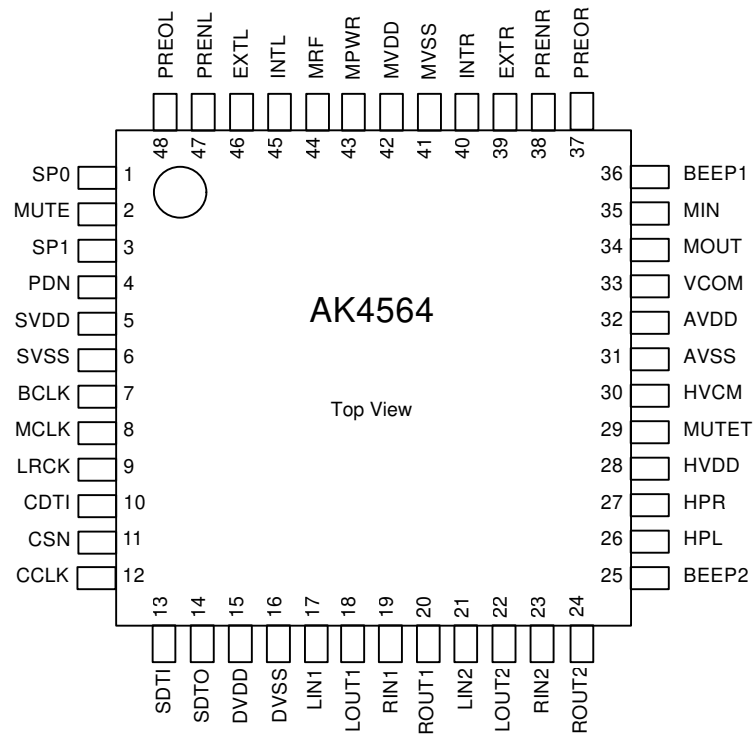 PREOL PRENL EXTL INTL MRF MPWR MVDD MVSS INTR EXTR PRENR PREOR
48 47 46 45 44 43 42 41 40 39 38 37
SP0 1 36 BEEP1
MUTE 2 35 MIN
SP1 3 34 MOUT
PDN 4 33 VCOM
AK4564
SVDD 5 32 AVDD
SVSS 6 31 AVSS
BCLK 7 30 HVCM
Top View
MCLK 8 29 MUTET
LRCK 9 28 HVDD
CDTI 10 27 HPR
CSN 11 26 HPL
CCLK 12 25 BEEP2
13 14 15 16 17 18 19 20 21 22 23 24
SDTI SDTO DVDD DVSS LIN1 LOUT1 RIN1 ROUT1 LIN2 LOUT2 RIN2 ROUT2